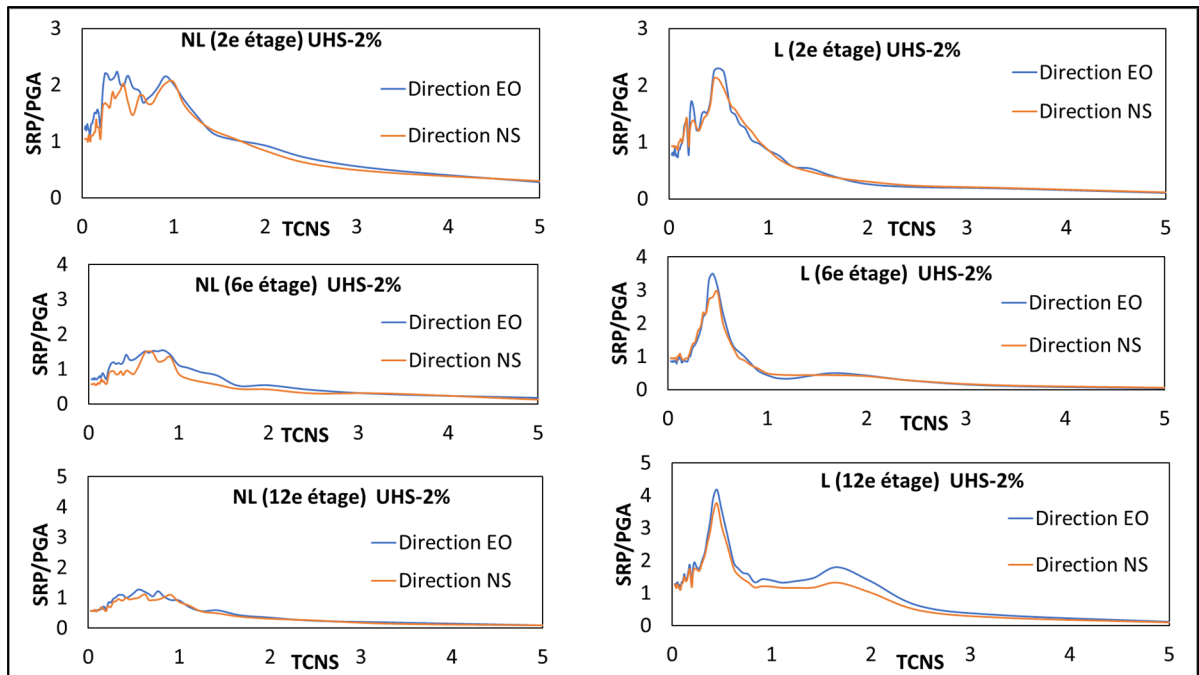 NL (2e étage) UHS-2%
3
2
1
0
SRP/PGA
Direction EO
Direction NS
0 1 2 3 4 5
TCNS
L (2e étage) UHS-2%
3
2
1
0
SRP/PGA
Direction EO
Direction NS
0 1 2 3 4 5
TCNS
NL (6e étage) UHS-2%
4
3
2
1
0
SRP/PGA
Direction EO
Direction NS
0 1 2 3 4 5
TCNS
L (6e étage) UHS-2%
4
3
2
1
0
SRP/PGA
Direction EO
Direction NS
0 1 2 3 4 5
TCNS
NL (12e étage) UHS-2%
5
4
3
2
1
0
SRP/PGA
Direction EO
Direction NS
0 1 2 3 4 5
TCNS
L (12e étage) UHS-2%
5
4
3
2
1
0
SRP/PGA
Direction EO
Direction NS
0 1 2 3 4 5
TCNS